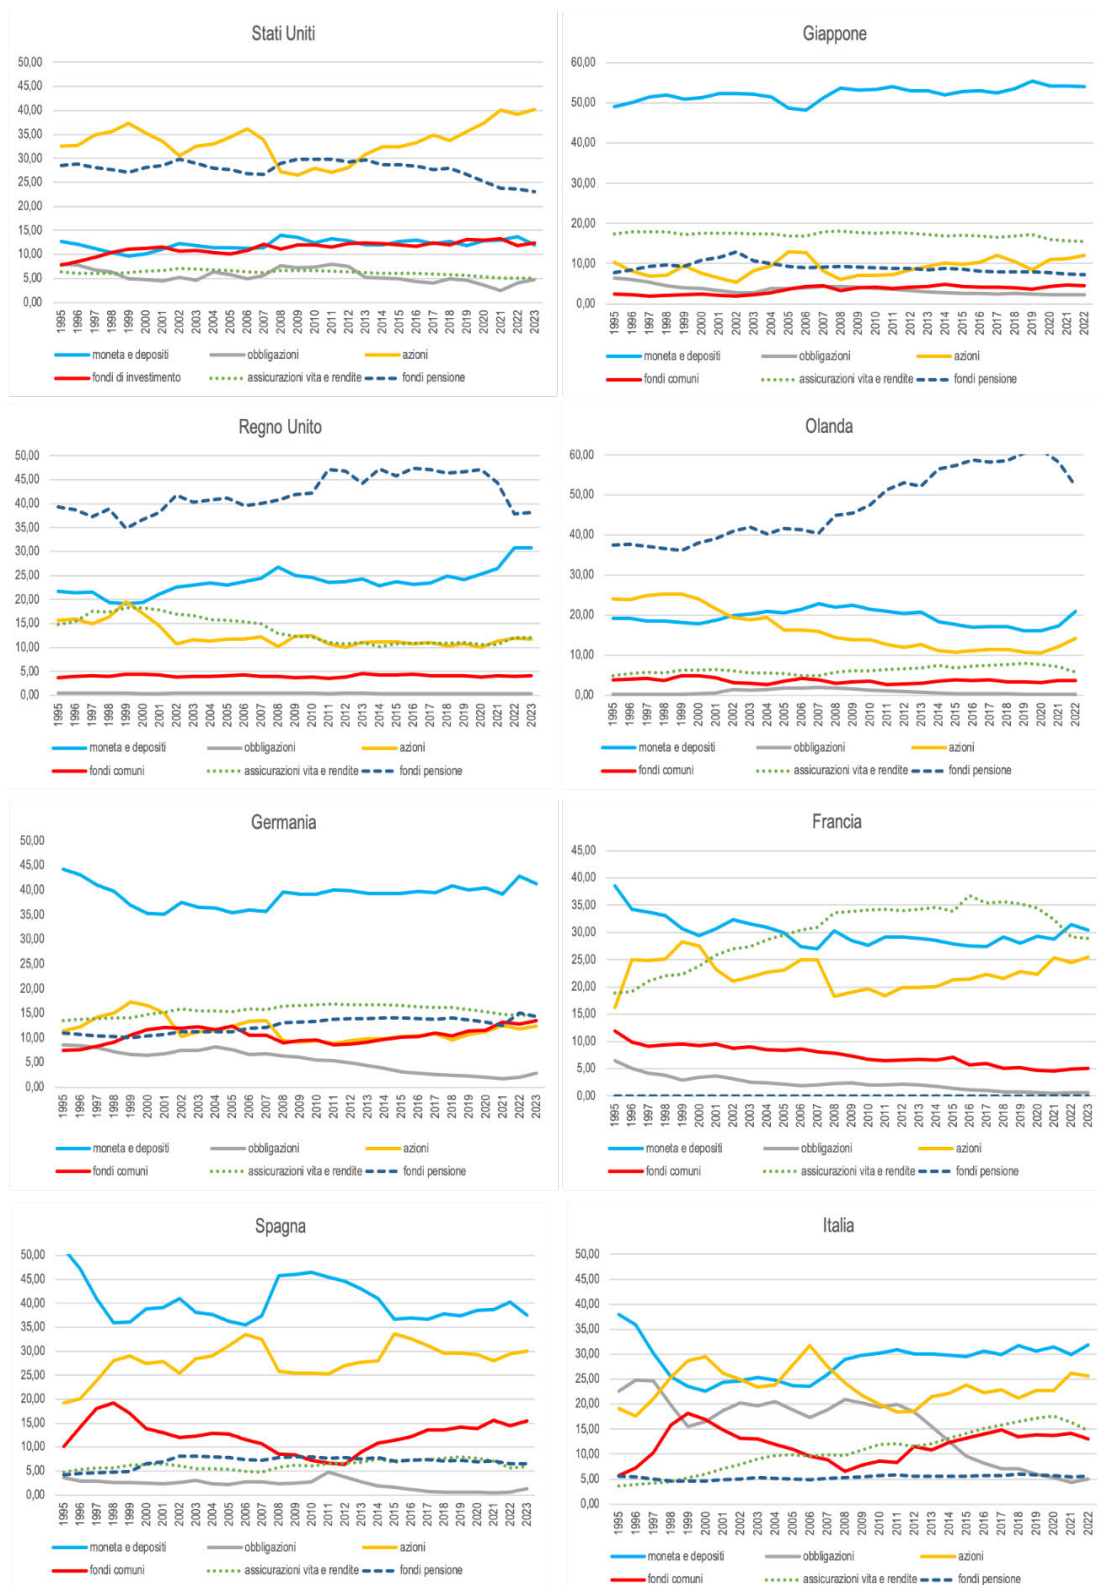 Stati Uniti
50,00
45,00
40,00
35,00
30,00
25,00
20,00
15,00
10,00
5,00
0,00
1995 1996 1997 1998 1999 2000 2001 2002 2003 2004 2005 2006 2007 2008 2009 2010 2011 2012 2013 2014 2015 2016 2017 2018 2019 2020 2021 2022 2023
moneta e depositi obbligazioni azioni
fondi di investimento assicurazioni vita e rendite fondi pensione
Giappone
60,00
50,00
40,00
30,00
20,00
10,00
0,00
1995 1996 1997 1998 1999 2000 2001 2002 2003 2004 2005 2006 2007 2008 2009 2010 2011 2012 2013 2014 2015 2016 2017 2018 2019 2020 2021 2022
moneta e depositi obbligazioni azioni
fondi comuni assicurazioni vita e rendite fondi pensione
Regno Unito
50,00
45,00
40,00
35,00
30,00
25,00
20,00
15,00
10,00
5,00
0,00
1995 1996 1997 1998 1999 2000 2001 2002 2003 2004 2005 2006 2007 2008 2009 2010 2011 2012 2013 2014 2015 2016 2017 2018 2019 2020 2021 2022 2023
moneta e depositi obbligazioni azioni
fondi comuni assicurazioni vita e rendite fondi pensione
Olanda
60,00
50,00
40,00
30,00
20,00
10,00
0,00
1995 1996 1997 1998 1999 2000 2001 2002 2003 2004 2005 2006 2007 2008 2009 2010 2011 2012 2013 2014 2015 2016 2017 2018 2019 2020 2021 2022
moneta e depositi obbligazioni azioni
fondi comuni assicurazioni vita e rendite fondi pensione
Germania
50,00
45,00
40,00
35,00
30,00
25,00
20,00
15,00
10,00
5,00
0,00
1995 1996 1997 1998 1999 2000 2001 2002 2003 2004 2005 2006 2007 2008 2009 2010 2011 2012 2013 2014 2015 2016 2017 2018 2019 2020 2021 2022 2023
moneta e depositi obbligazioni azioni
fondi comuni assicurazioni vita e rendite fondi pensione
Francia
45,00
40,00
35,00
30,00
25,00
20,00
15,00
10,00
5,00
0,00
1995 1996 1997 1998 1999 2000 2001 2002 2003 2004 2005 2006 2007 2008 2009 2010 2011 2012 2013 2014 2015 2016 2017 2018 2019 2020 2021 2022 2023
moneta e depositi obbligazioni azioni
fondi comuni assicurazioni vita e rendite fondi pensione
Spagna
50,00
45,00
40,00
35,00
30,00
25,00
20,00
15,00
10,00
5,00
0,00
1995 1996 1997 1998 1999 2000 2001 2002 2003 2004 2005 2006 2007 2008 2009 2010 2011 2012 2013 2014 2015 2016 2017 2018 2019 2020 2021 2022 2023
moneta e depositi obbligazioni azioni
fondi comuni assicurazioni vita e rendite fondi pensione
Italia
50,00
45,00
40,00
35,00
30,00
25,00
20,00
15,00
10,00
5,00
0,00
1995 1996 1997 1998 1999 2000 2001 2002 2003 2004 2005 2006 2007 2008 2009 2010 2011 2012 2013 2014 2015 2016 2017 2018 2019 2020 2021 2022
moneta e depositi obbligazioni azioni
fondi comuni assicurazioni vita e rendite fondi pensione